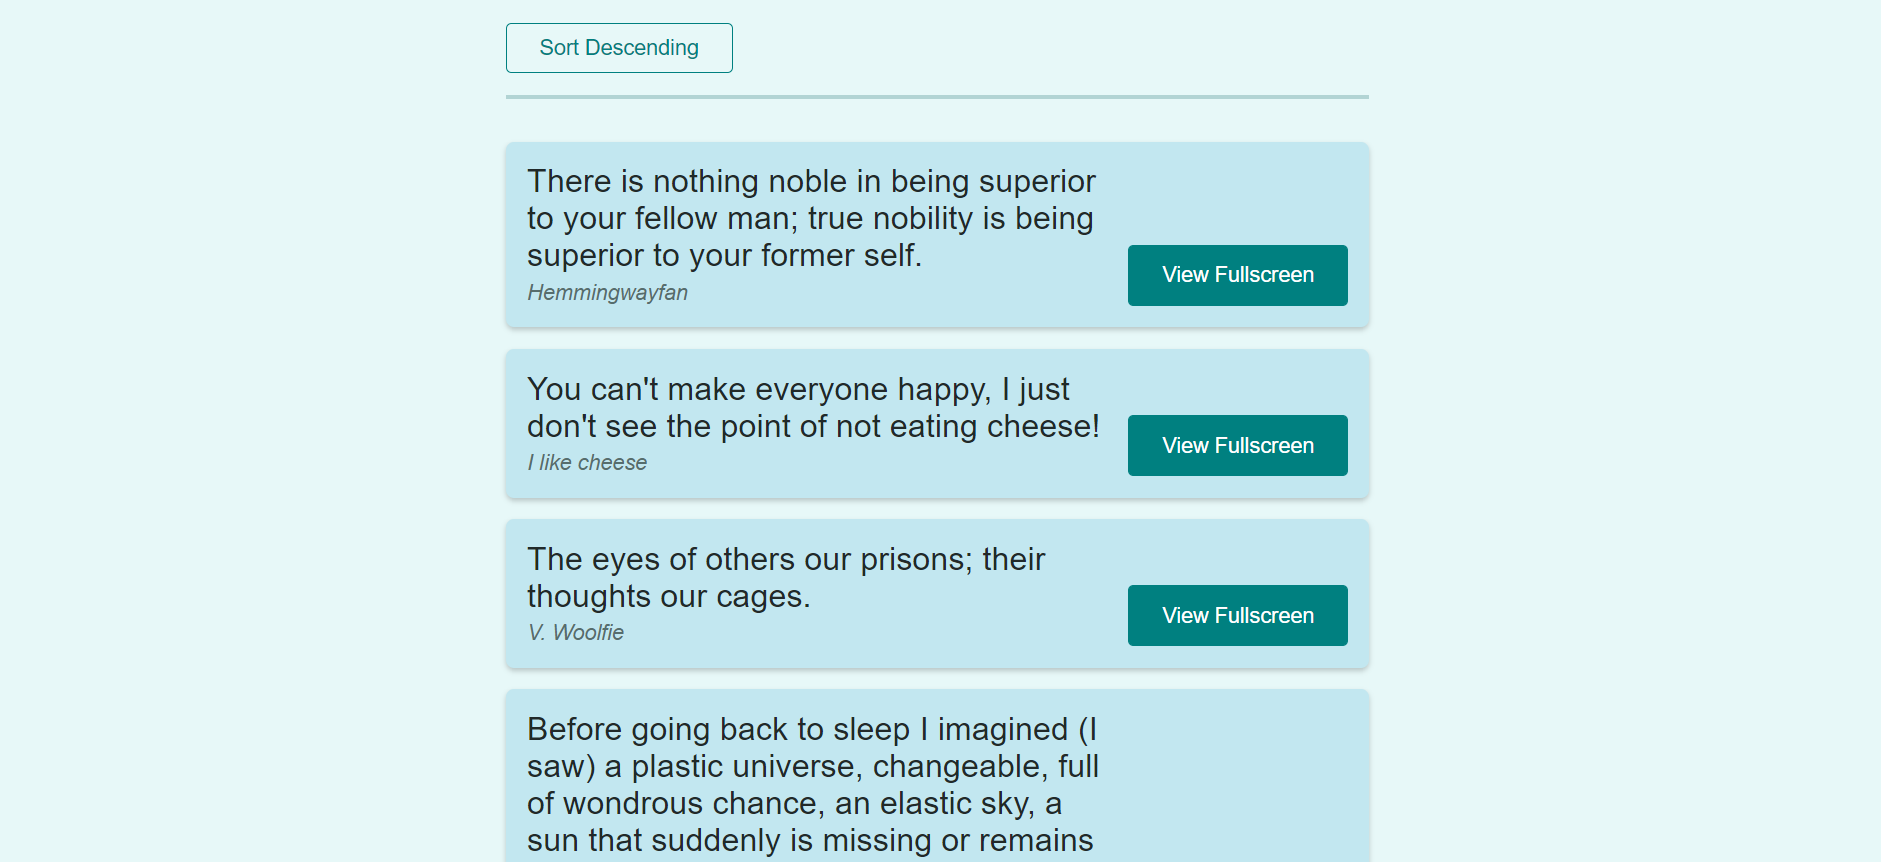 Sort Descending
There is nothing noble in being superior
to your fellow man; true nobility is being
superior to your former self.
Hemmingwayfan
View Fullscreen
You can't make everyone happy, I just
don't see the point of not eating cheese!
I like cheese
View Fullscreen
The eyes of others our prisons; their
thoughts our cages.
V. Woolfie
View Fullscreen
Before going back to sleep I imagined (I
saw) a plastic universe, changeable, full
of wondrous chance, an elastic sky, a
sun that suddenly is missing or remains